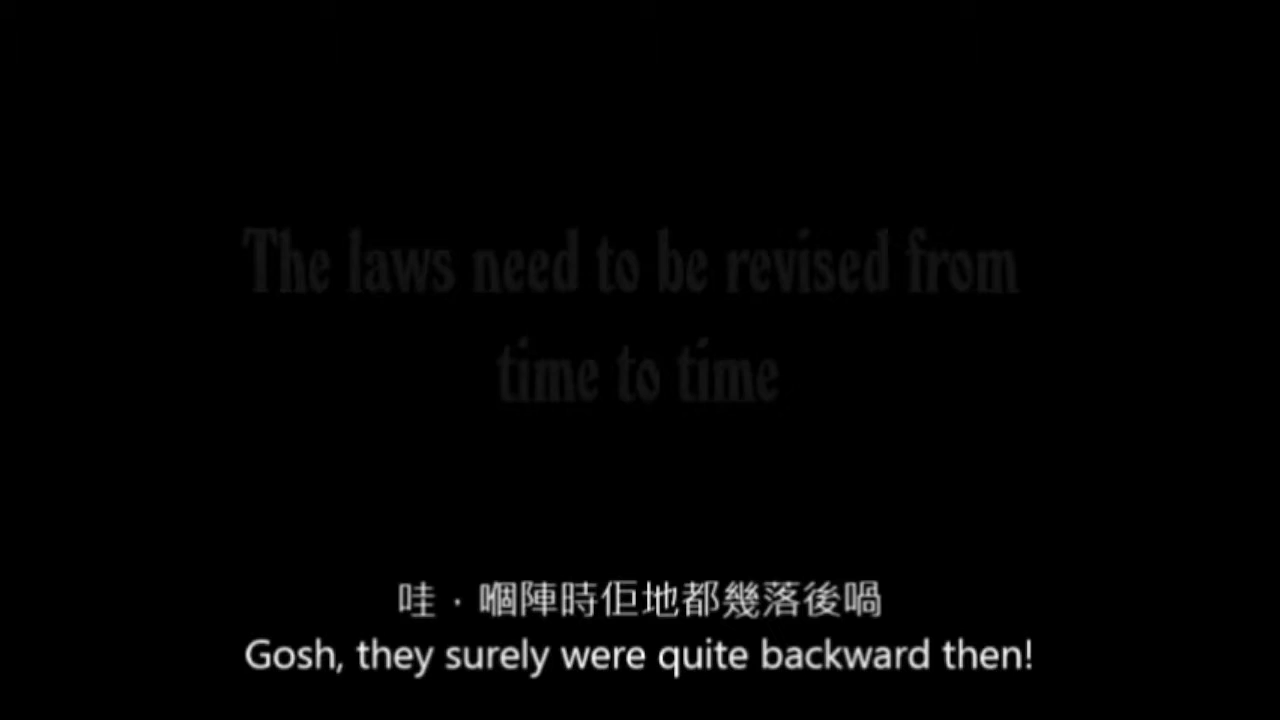 The laws need to be revised from
time to time
哇，嗰陣時佢地都幾落後喎
Gosh, they surely were quite backward then!